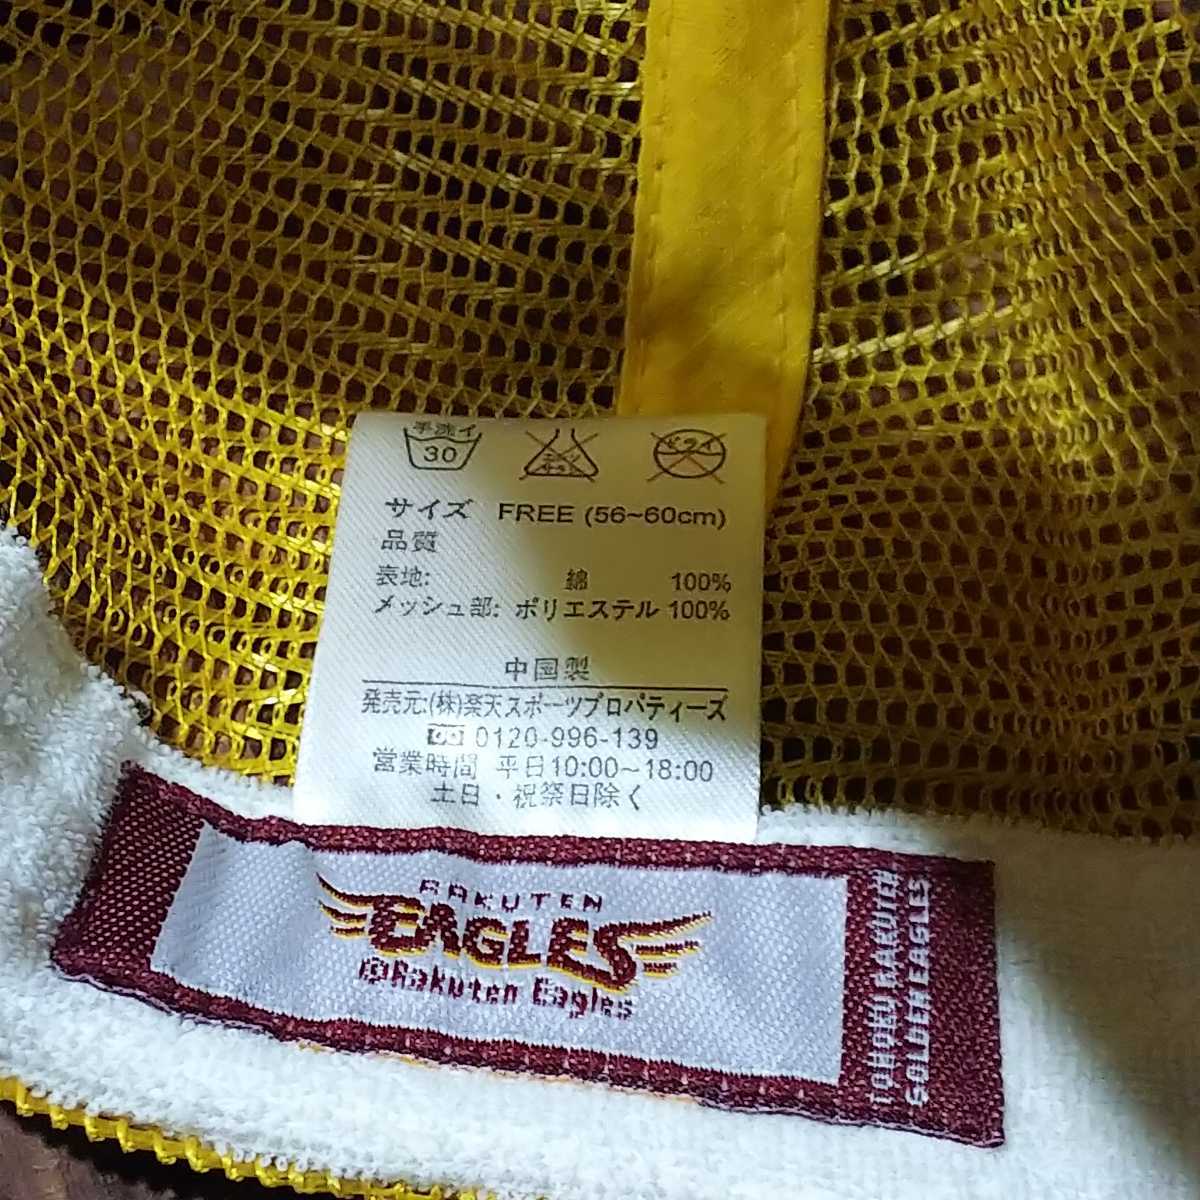 手洗イ
30
ドライ
サイズ FREE (56~60cm)
品質
表地: 綿 100%
メッシュ部: ポリエステル 100%
中国製
発売元:(株)楽天スポーツプロパティーズ
0120-996-139
営業時間 平日10:00~18:00
土日・祝祭日除く
RAKUTEN
EAGLES
@Rakuten Eagles
TOHOKU RAKUTEN
GOLDEN EAGLES